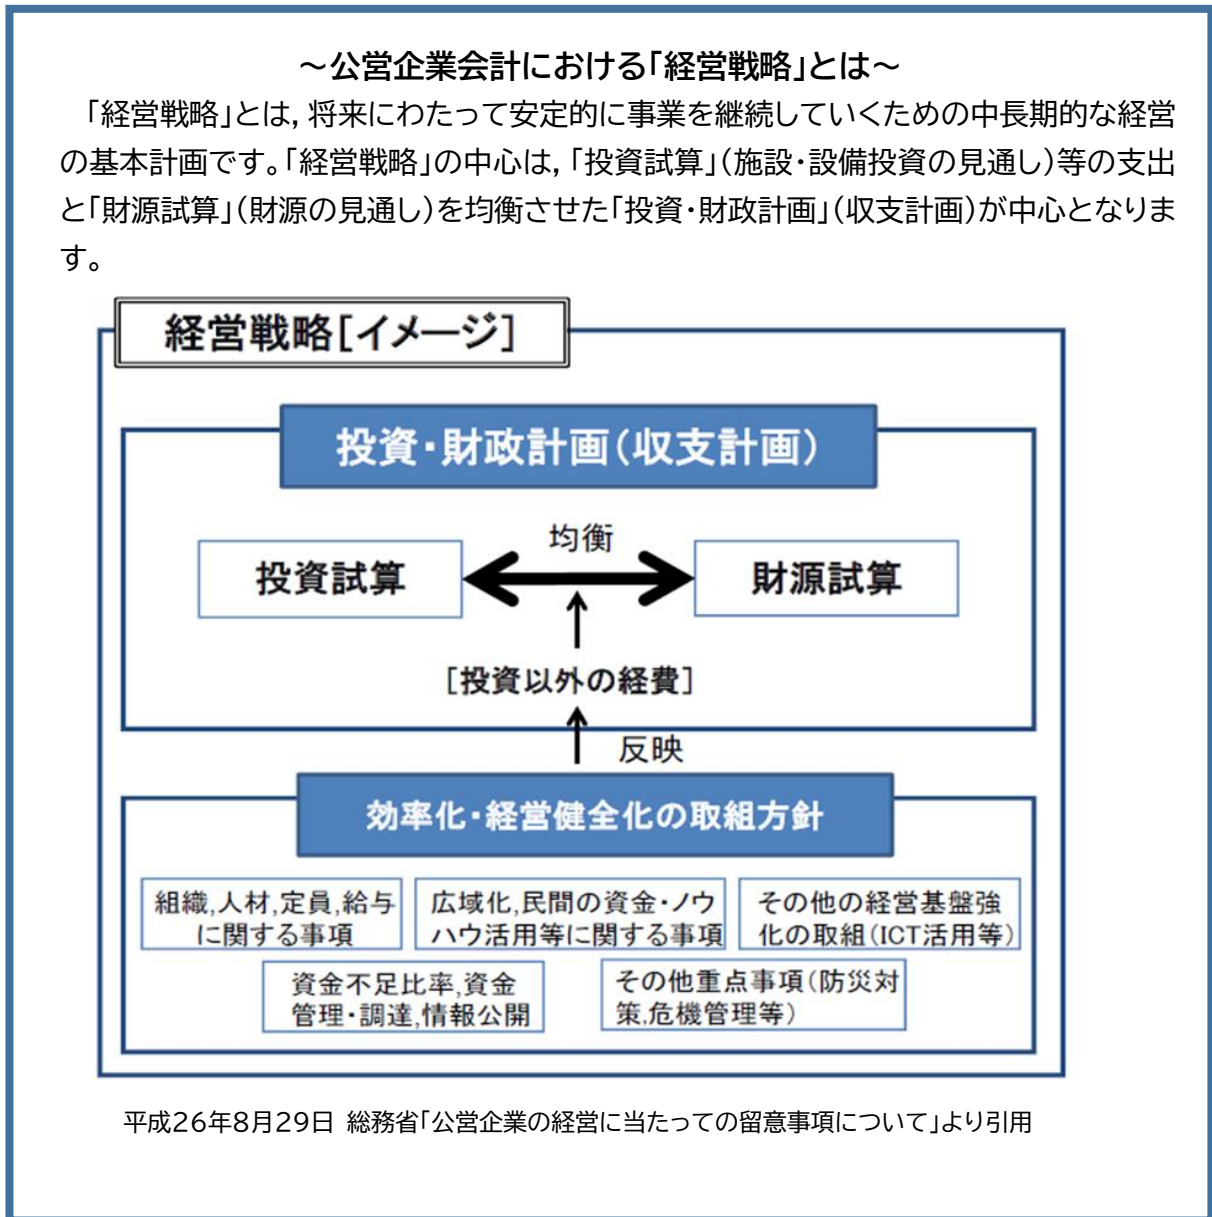 ～公営企業会計における「経営戦略」とは～
「経営戦略」とは，将来にわたって安定的に事業を継続していくための中長期的な経営
の基本計画です。「経営戦略」の中心は，「投資試算」（施設・設備投資の見通し）等の支出
と「財源試算」（財源の見通し）を均衡させた「投資・財政計画」（収支計画）が中心となりま
す。
経営戦略［イメージ］
投資・財政計画（収支計画）
均衡
投資試算
財源試算
［投資以外の経費］
反映
効率化・経営健全化の取組方針
組織，人材，定員，給与
に関する事項
広域化，民間の資金・ノウ
ハウ活用等に関する事項
その他の経営基盤強
化の取組（ICT活用等）
資金不足比率，資金
管理・調達，情報公開
その他重点事項（防災対
策，危機管理等）
平成２６年８月２９日 総務省「公営企業の経営に当たっての留意事項について」より引用